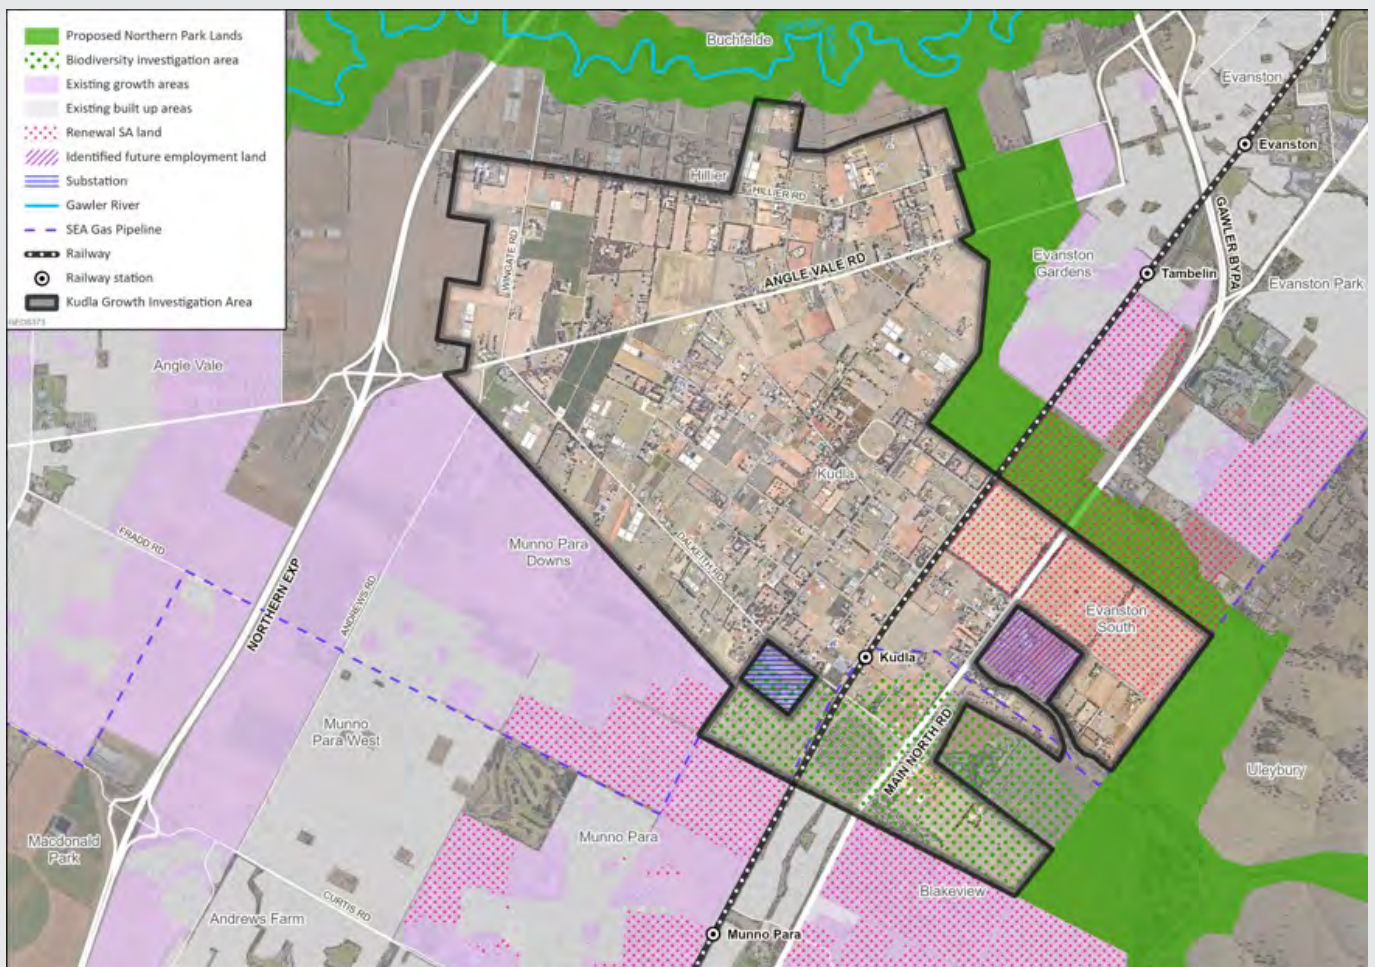 Proposed Northern Park Lands
Biodiversity investigation area
Existing growth areas
Existing built up areas
Renewal SA land
Identified future employment land
Substation
Gawler River
SEA Gas Pipeline
Railway
Railway station
Kudla Growth Investigation Area
Buchfelde
Evanston
Evanston
Hillier
HILLIER RD
WINGATE RD
ANGLE VALE RD
GAWLER BYPA
Evanston
Gardens
Tambelin
Evanston Park
Angle Vale
Kudla
FRADD RD
Munno Para
Downs
DALKEITH RD
NORTHERN EXP
ANDREWS RD
Evanston
South
Kudla
Munno
Para West
MAIN NORTH RD
Uleybury
Macdonald
Park
Munno Para
Blakeview
CURTIS RD
Andrews Farm
Munno Para